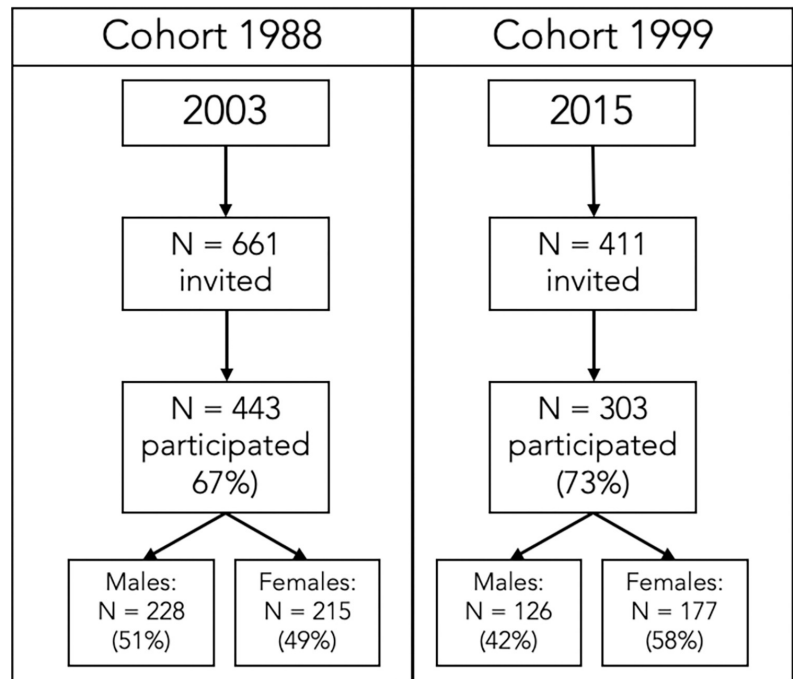 Cohort 1988
2003
N = 661
invited
N = 443
participated
67%)
Males:
N = 228
(51%)
Females:
N = 215
(49%)
Cohort 1999
2015
N = 411
invited
N = 303
participated
(73%)
Males:
N = 126
(42%)
Females:
N = 177
(58%)